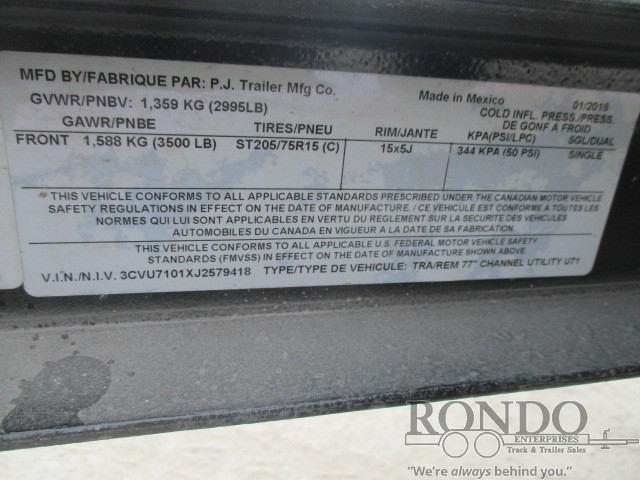 MFD BY/FABRIQUE PAR: P.J. Trailer Mfg Co.
Made in Mexico 01/2018
GVWR/PNBV: 1,359 KG (2995LB)
COLD INFL. PRESS./PRESS.
DE GONF A FROID
GAWR/PNBE TIRES/PNEU RIM/JANTE KPA(PSI/LPC) SGL/DUAL
FRONT 1,588 KG (3500 LB) ST205/75R15 (C) 15x5J 344 KPA (50 PSI) SINGLE
THIS VEHICLE CONFORMS TO ALL APPLICABLE STANDARDS PRESCRIBED UNDER THE CANADIAN MOTOR VEHICLE
SAFETY REGULATIONS IN EFFECT ON THE DATE OF MANUFACTURE. / CE VEHICULE EST CONFORME A TOUTES LES
NORMES QUI LUI SONT APPLICABLES EN VERTU DU REGLEMENT SUR LA SECURITE DES VEHICULES
AUTOMOBILES DU CANADA EN VIGUEUR A LA DATE DE SA FABRICATION.
THIS VEHICLE CONFORMS TO ALL APPLICABLE U.S. FEDERAL MOTOR VEHICLE SAFETY
STANDARDS (FMVSS) IN EFFECT ON THE DATE OF MANUFACTURE SHOWN ABOVE.
V.I.N./N.I.V. 3CVU7101XJ2579418 TYPE/TYPE DE VEHICULE: TRA/REM 77" CHANNEL UTILITY U71
RONDO
ENTERPRISES
Truck & Trailer Sales
"We're always behind you."